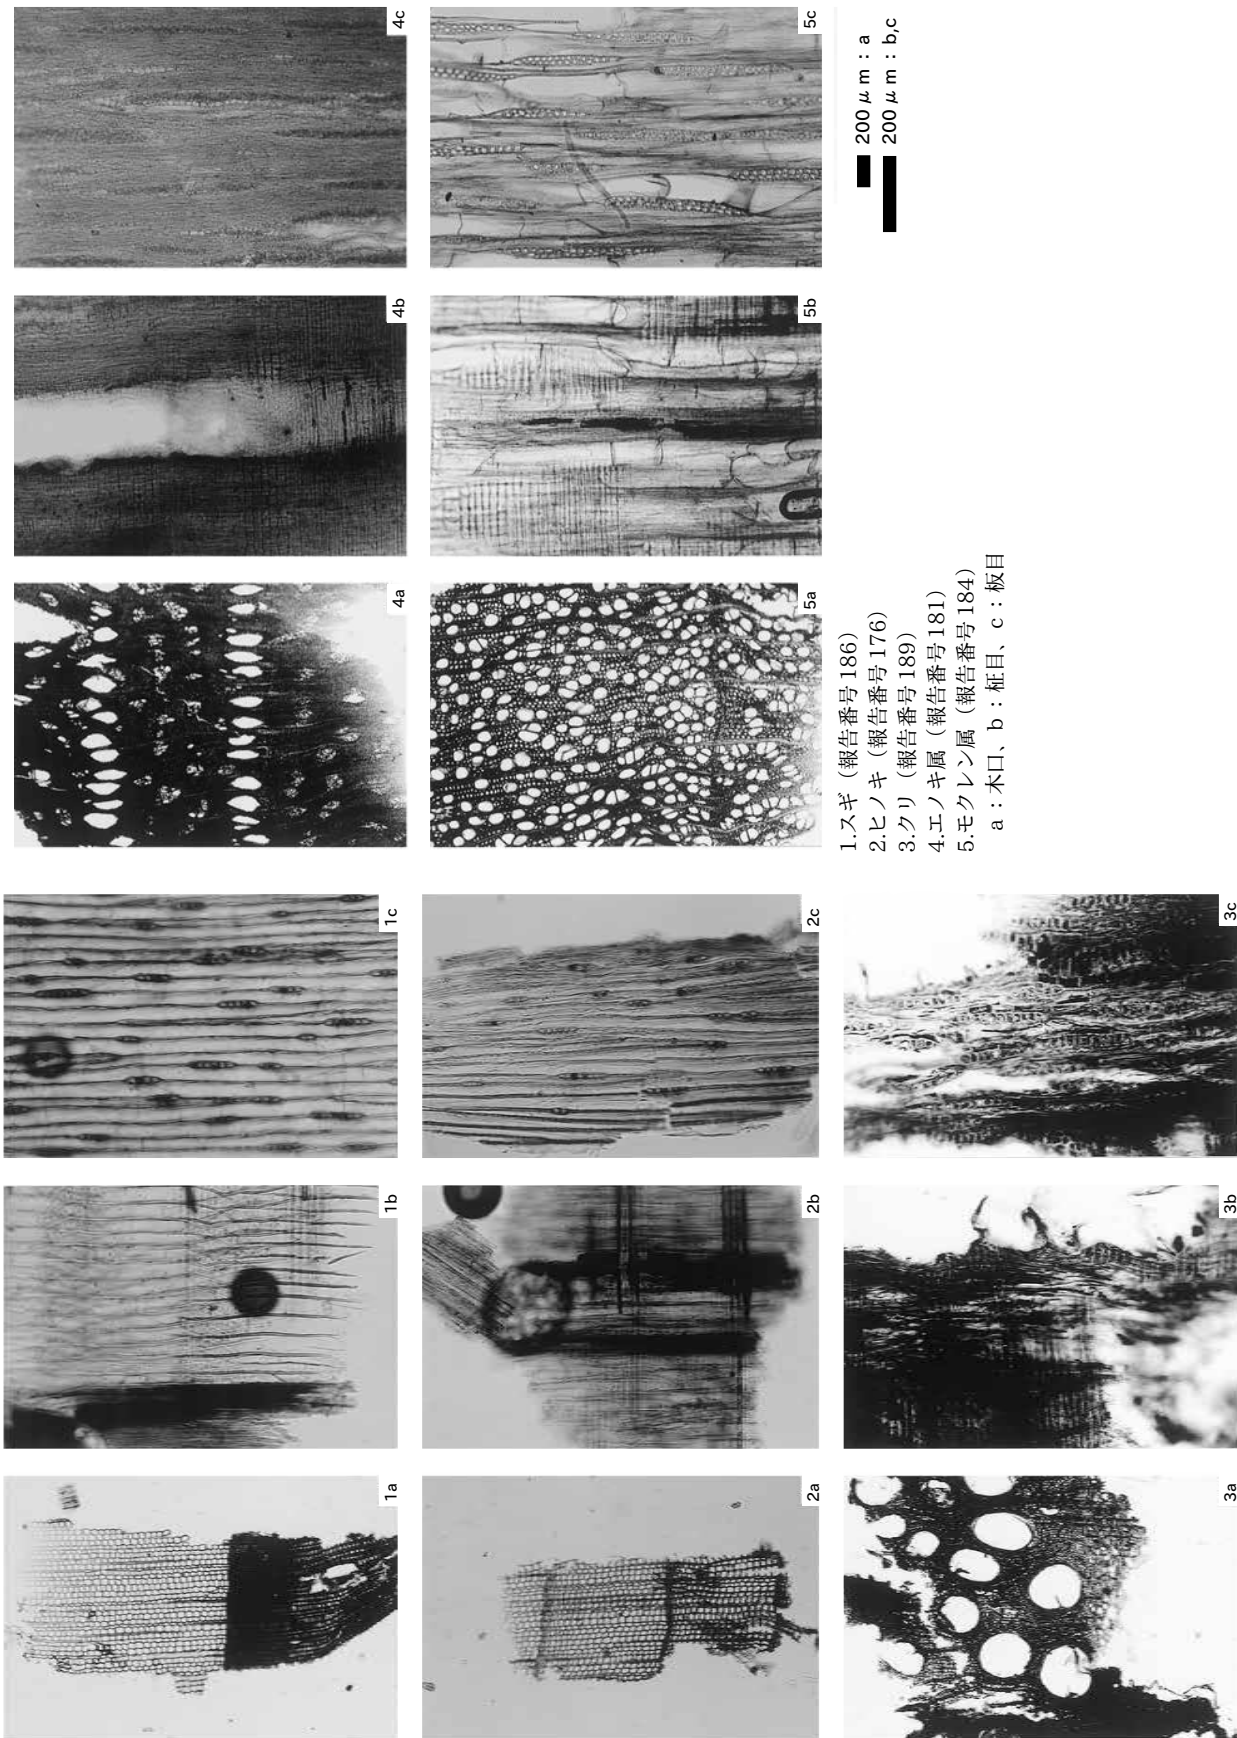 1a
1b
1c
2a
2b
2c
3a
3b
3c
4a
4b
4c
5a
5b
5c
1.スギ（報告番号186）
2.ヒノキ（報告番号176）
3.クリ（報告番号189）
4.エノキ属（報告番号181）
5.モクレン属（報告番号184）
a：木口、b：柾目、c：板目
200μm：a
200μm：b,c